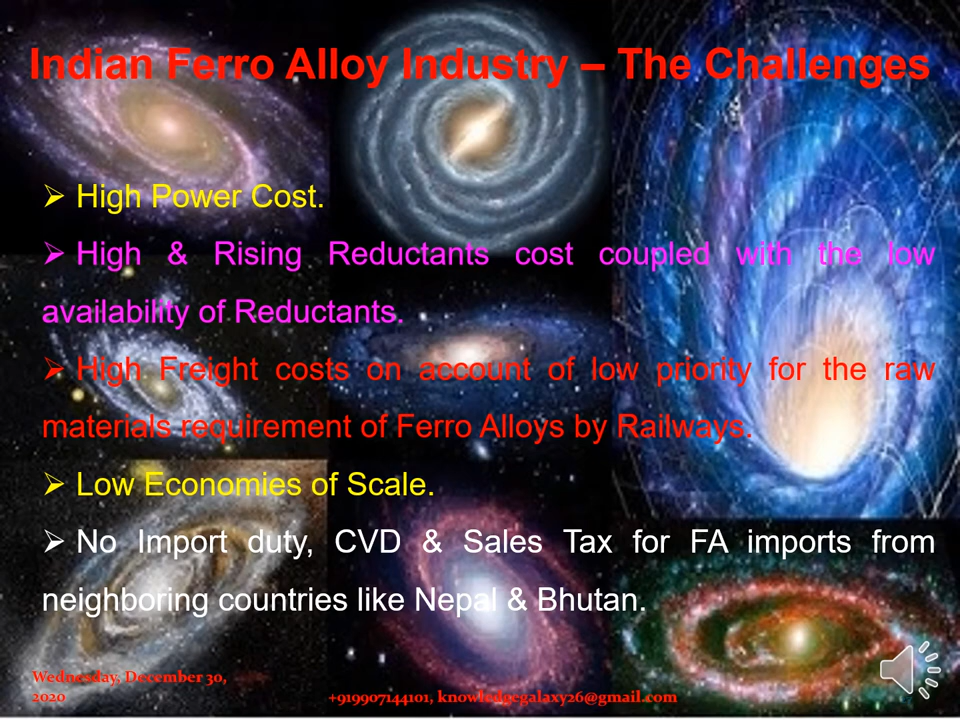 Indian Ferro Alloy Industry – The Challenges
➢ High Power Cost.
➢ High & Rising Reductants cost coupled with the low
availability of Reductants.
➢ High Freight costs on account of low priority for the raw
materials requirement of Ferro Alloys by Railways.
➢ Low Economies of Scale.
➢ No Import duty, CVD & Sales Tax for FA imports from
neighboring countries like Nepal & Bhutan.
Wednesday, December 30,
2020
+919907144101, knowledgegalaxy26@gmail.com